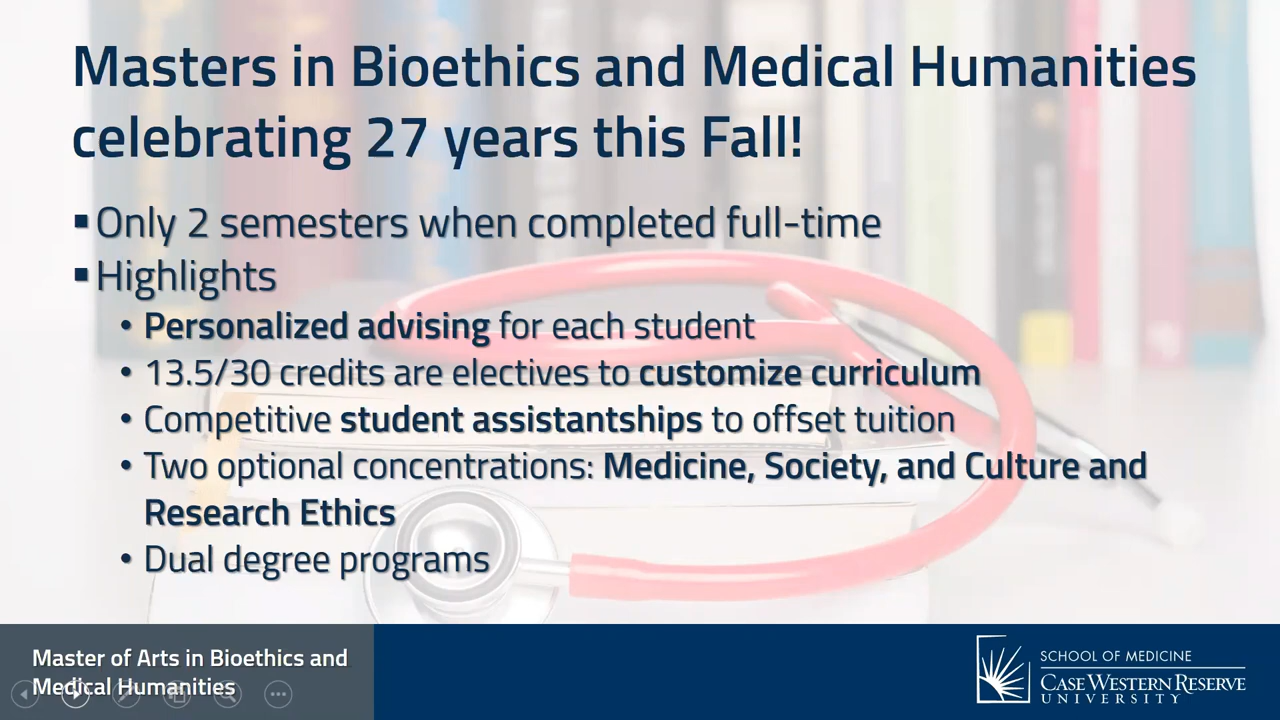 Masters in Bioethics and Medical Humanities
celebrating 27 years this Fall!
▪Only 2 semesters when completed full-time
▪Highlights
• Personalized advising for each student
• 13.5/30 credits are electives to customize curriculum
• Competitive student assistantships to offset tuition
• Two optional concentrations: Medicine, Society, and Culture and
Research Ethics
• Dual degree programs
Master of Arts in Bioethics and
Medical Humanities
SCHOOL OF MEDICINE
CASE WESTERN RESERVE
UNIVERSITY